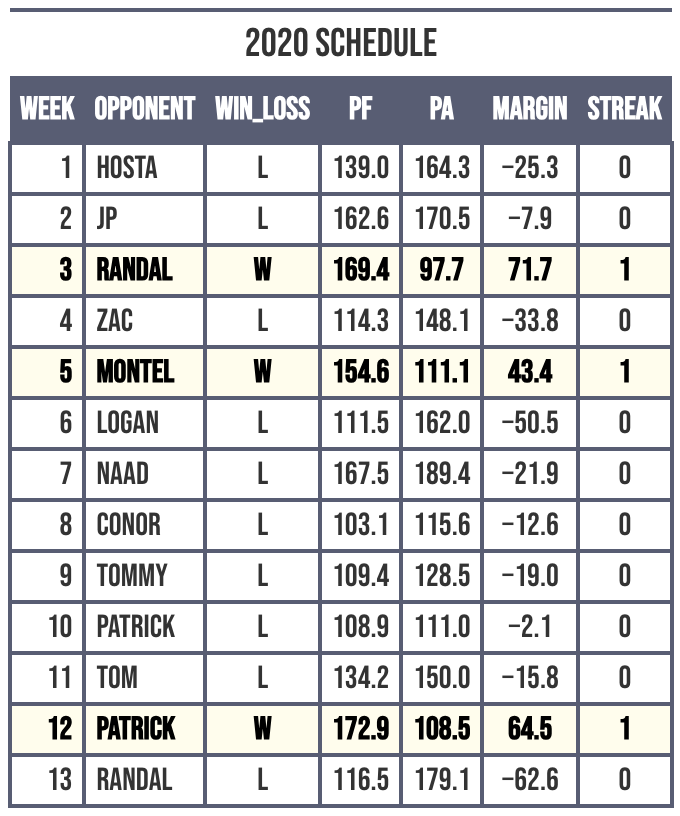 2020 SCHEDULE
WEEK OPPONENT WIN_LOSS PF PA MARGIN STREAK
1 HOSTA L 139.0 164.3 −25.3 0
2 JP L 162.6 170.5 −7.9 0
3 RANDAL W 169.4 97.7 71.7 1
4 ZAC L 114.3 148.1 −33.8 0
5 MONTEL W 154.6 111.1 43.4 1
6 LOGAN L 111.5 162.0 −50.5 0
7 NAAD L 167.5 189.4 −21.9 0
8 CONOR L 103.1 115.6 −12.6 0
9 TOMMY L 109.4 128.5 −19.0 0
10 PATRICK L 108.9 111.0 −2.1 0
11 TOM L 134.2 150.0 −15.8 0
12 PATRICK W 172.9 108.5 64.5 1
13 RANDAL L 116.5 179.1 −62.6 0